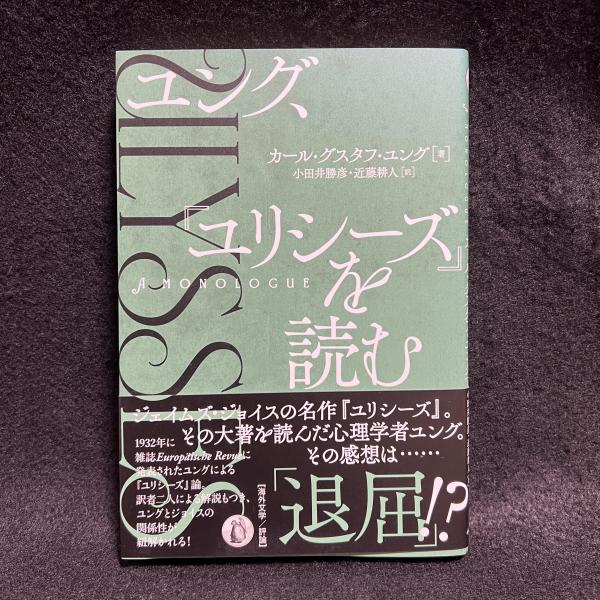 ULYSSES
ユング、
カール・グスタフ・ユング[著]
小田井勝彦・近藤耕人[訳]
『ユリシーズ』
A MONOLOGUE
を
読む
ジェイムズ・ジョイスの名作『ユリシーズ』。
その大著を読んだ心理学者ユング。
その感想は……
「退屈」!?
1932年に
雑誌Europäische Revueに
発表されたユングによる
『ユリシーズ』論。
訳者二人による解説もつき、
ユングとジョイスの
関係性が
紐解かれる!
[海外文学/評論]